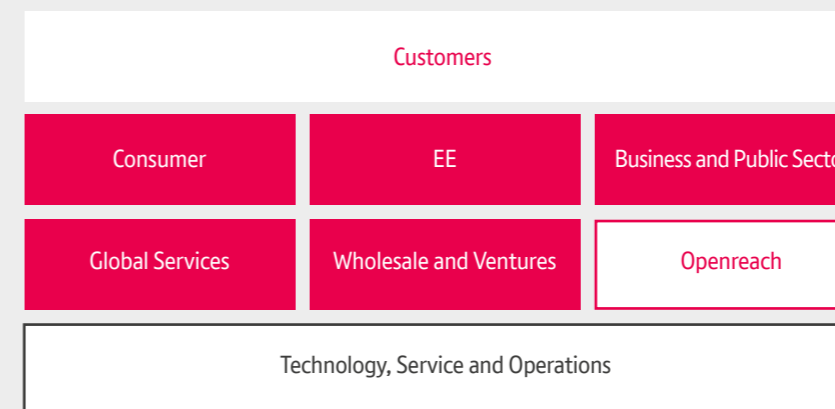 Customers
Consumer
EE
Business and Public Secto
Global Services
Wholesale and Ventures
Openreach
Technology, Service and Operations